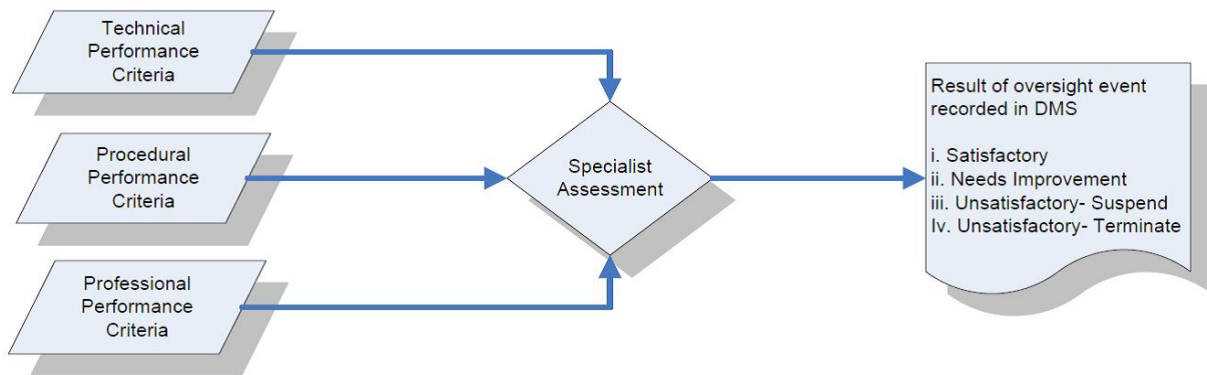 Technical
Performance
Criteria
Procedural
Performance
Criteria
Professional
Performance
Criteria
Specialist
Assessment
Result of oversight event
recorded in DMS
i. Satisfactory
ii. Needs Improvement
iii. Unsatisfactory- Suspend
Iv. Unsatisfactory- Terminate